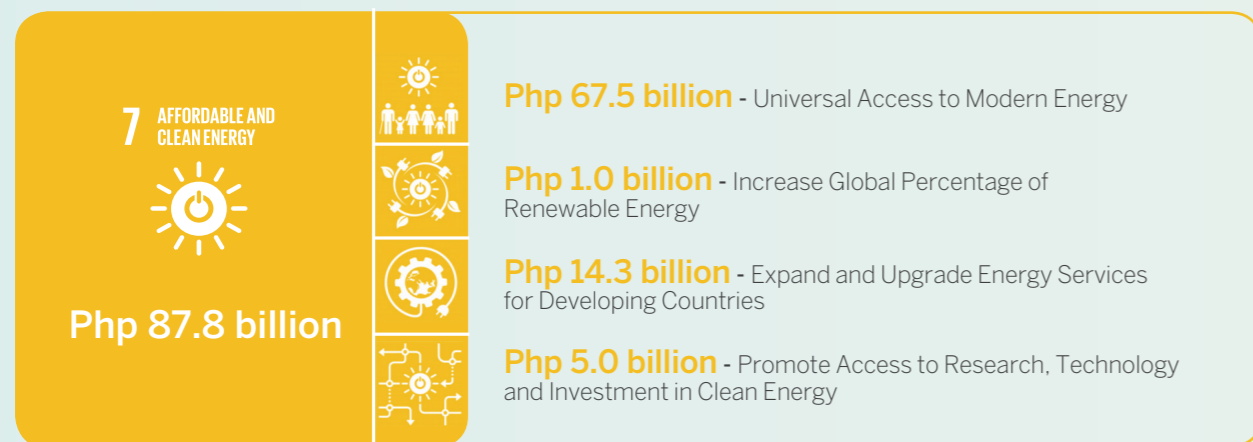 7 AFFORDABLE AND
CLEAN ENERGY
Php 87.8 billion
Php 67.5 billion - Universal Access to Modern Energy
Php 1.0 billion - Increase Global Percentage of
Renewable Energy
Php 14.3 billion - Expand and Upgrade Energy Services
for Developing Countries
Php 5.0 billion - Promote Access to Research, Technology
and Investment in Clean Energy